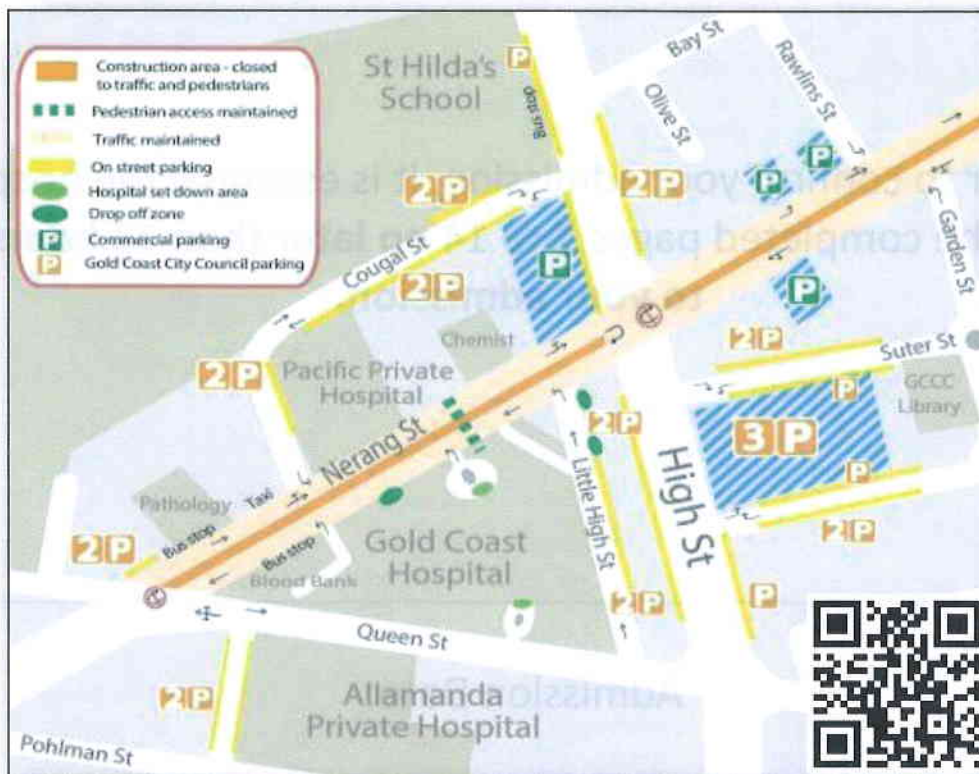 Construction area - closed
to traffic and pedestrians
Pedestrian access maintained
Traffic maintained
On street parking
Hospital set down area
Drop off zone
P Commercial parking
P Gold Coast City Council parking
St Hilda's
School
P
Bus stop
Bay St
Rawlins St
Olive St
2P
2P
P
P
Cougal St
2P
P
P
Garden St
Chemist
2P
Suter St
2P
Pacific Private
Hospital
P
GCCC
Library
2P
3P
Nerang St
Little High St
High St
P
Pathology
Taxi
Bus stop
2P
Bus stop
Gold Coast
Hospital
2P
Blood Bank
2P
P
Queen St
2P
Allamanda
Private Hospital
Pohlman St